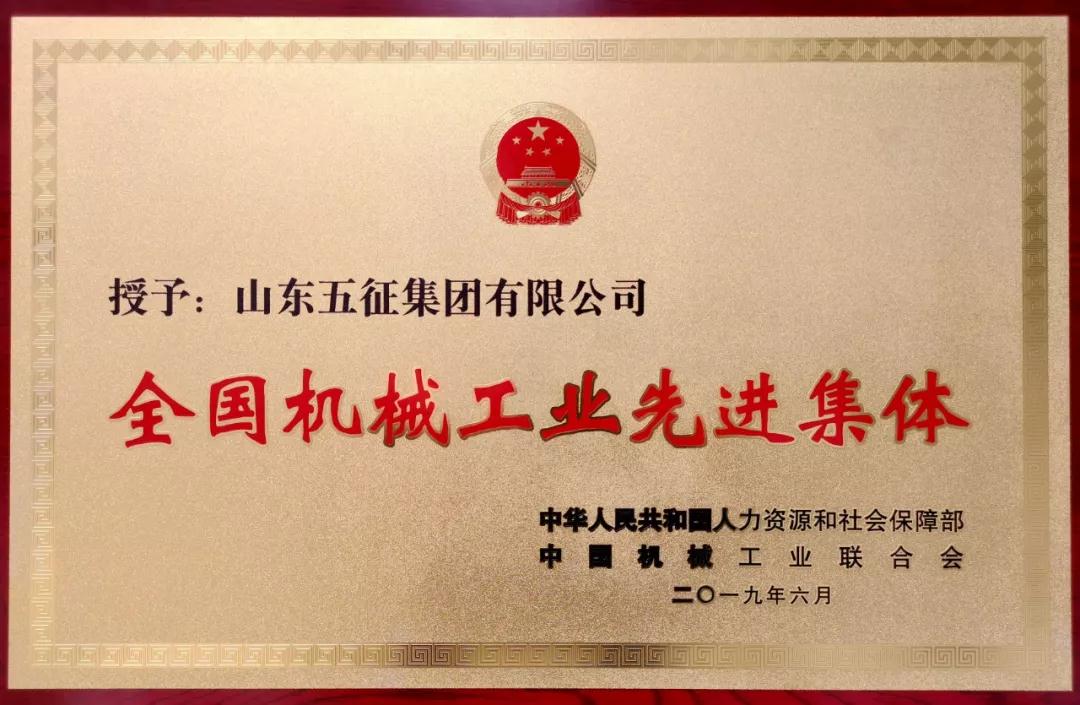 授予：山东五征集团有限公司
全国机械工业先进集体
中华人民共和国人力资源和社会保障部
中国机械工业联合会
二〇一九年六月